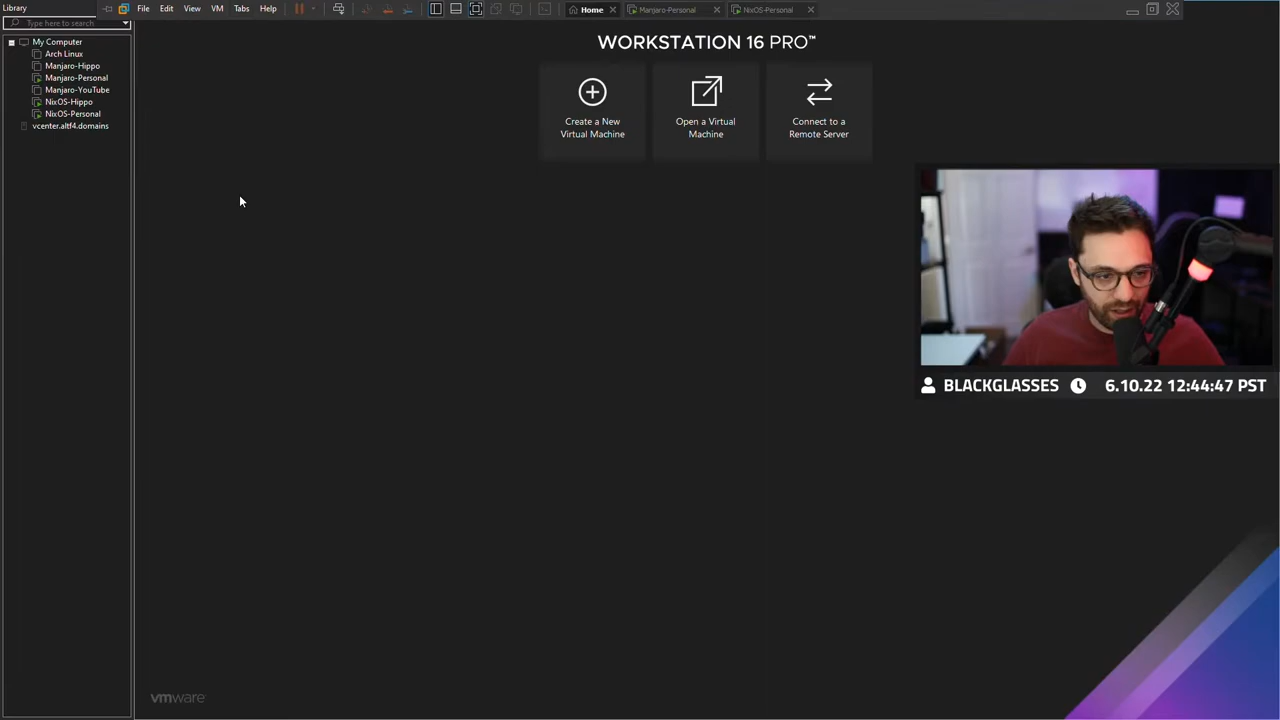 Library
File Edit View VM Tabs Help
Home
Manjaro-Personal
NixOS-Personal
Type here to search
My Computer
Arch Linux
Manjaro-Hippo
Manjaro-Personal
Manjaro-YouTube
NixOS-Hippo
NixOS-Personal
vcenter.altf4.domains
WORKSTATION 16 PRO™
Create a New
Virtual Machine
Open a Virtual
Machine
Connect to a
Remote Server
BLACKGLASSES 6.10.22 12:44:47 PST
vmware